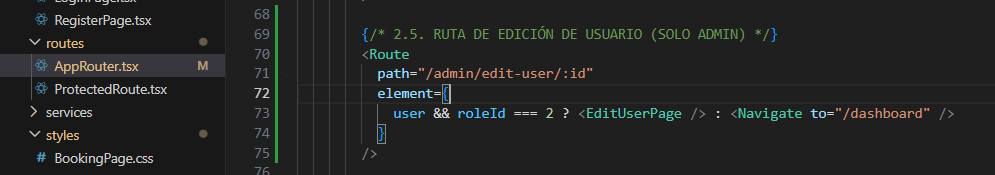 LoginPage.tsx
RegisterPage.tsx
routes
AppRouter.tsx M
ProtectedRoute.tsx
services
styles
# BookingPage.css
68
69 {/* 2.5. RUTA DE EDICIÓN DE USUARIO (SOLO ADMIN) */}
70 <Route
71 path="/admin/edit-user/:id"
72 element={
73 user && roleId === 2 ? <EditUserPage /> : <Navigate to="/dashboard" />
74 }
75 />
76